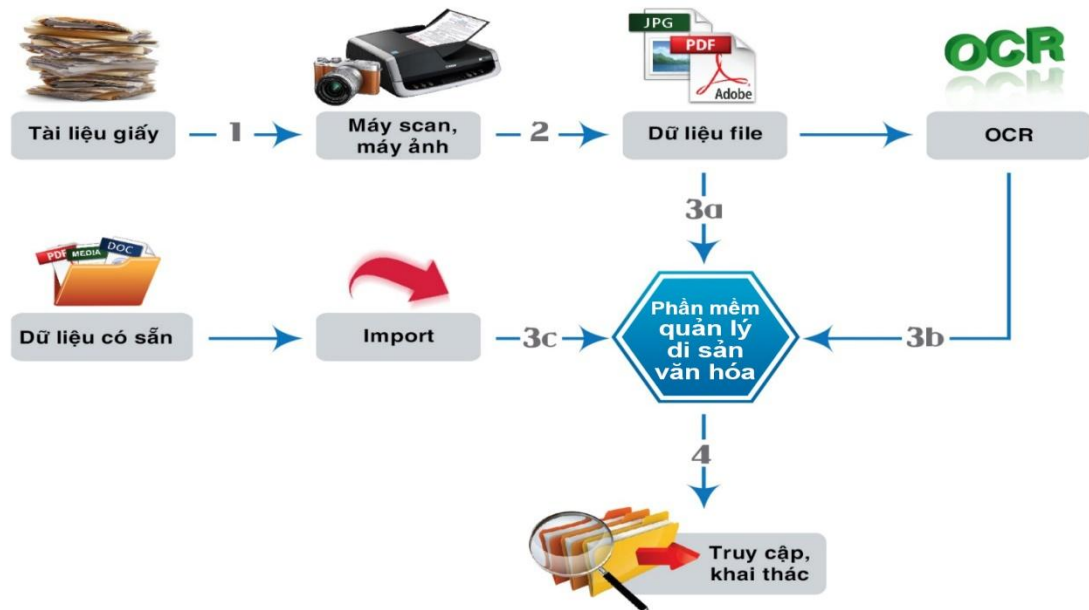 JPG
PDF
Adobe
OCR
Tài liệu giấy
1
Máy scan,
máy ảnh
2
Dữ liệu file
OCR
3a
PDF
MEDIA
DOC
Dữ liệu có sẵn
Import
3c
Phần mềm
quản lý
di sản
văn hóa
3b
4
Truy cập,
khai thác